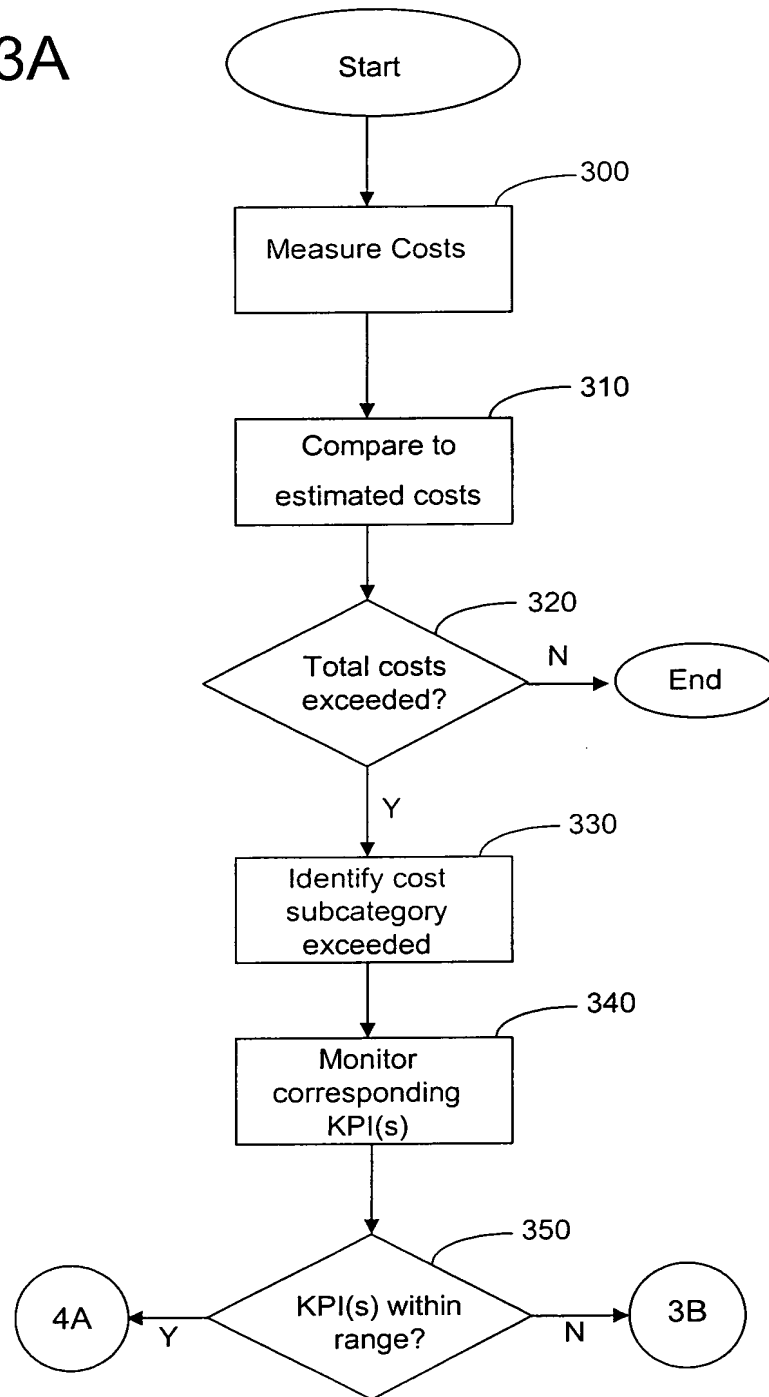 3A
Start
300
Measure Costs
310
Compare to
estimated costs
320
Total costs
exceeded?
N
End
Y
330
Identify cost
subcategory
exceeded
340
Monitor
corresponding
KPI(s)
350
KPI(s) within
range?
4A
Y
N
3B